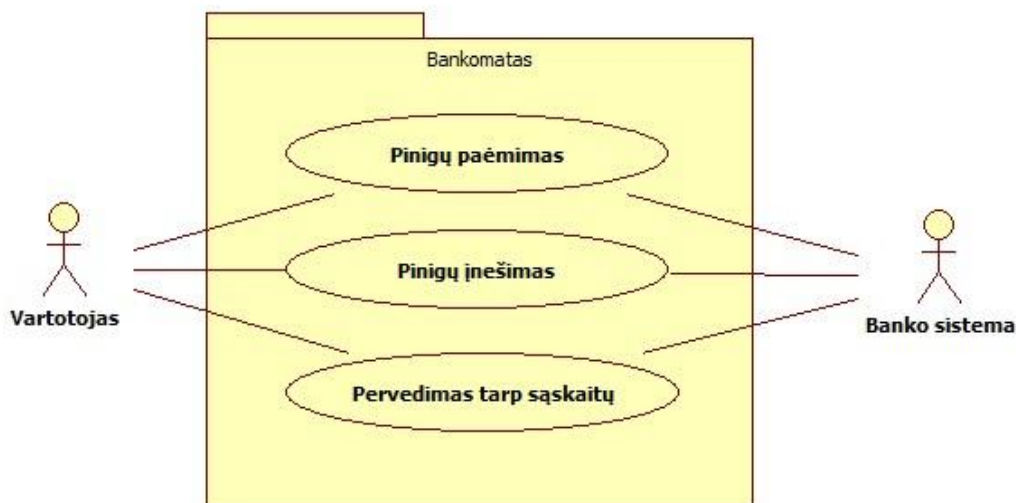 Bankomatas
Pinigų paėmimas
Pinigų įnešimas
Vartotojas
Banko sistema
Pervedimas tarp sąskaitų